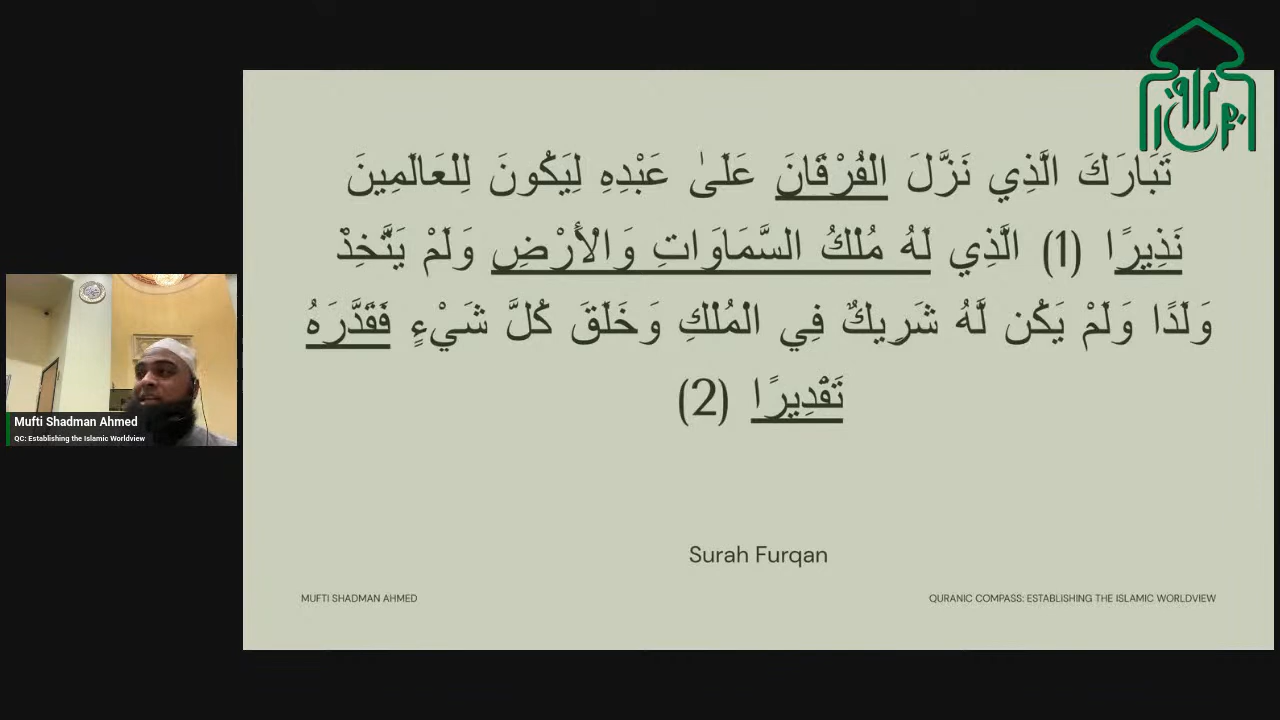 تَبَارَكَ الَّذِي نَزَّلَ الْفُرْقَانَ عَلَىٰ عَبْدِهِ لِيَكُونَ لِلْعَالَمِينَ
نَذِيرًا (1) الَّذِي لَهُ مُلْكُ السَّمَاوَاتِ وَالْأَرْضِ وَلَمْ يَتَّخِذْ
وَلَدًا وَلَمْ يَكُن لَّهُ شَرِيكٌ فِي الْمُلْكِ وَخَلَقَ كُلَّ شَيْءٍ فَقَدَّرَهُ
تَقْدِيرًا (2)
Mufti Shadman Ahmed
QC: Establishing the Islamic Worldview
Surah Furqan
MUFTI SHADMAN AHMED
QURANIC COMPASS: ESTABLISHING THE ISLAMIC WORLDVIEW